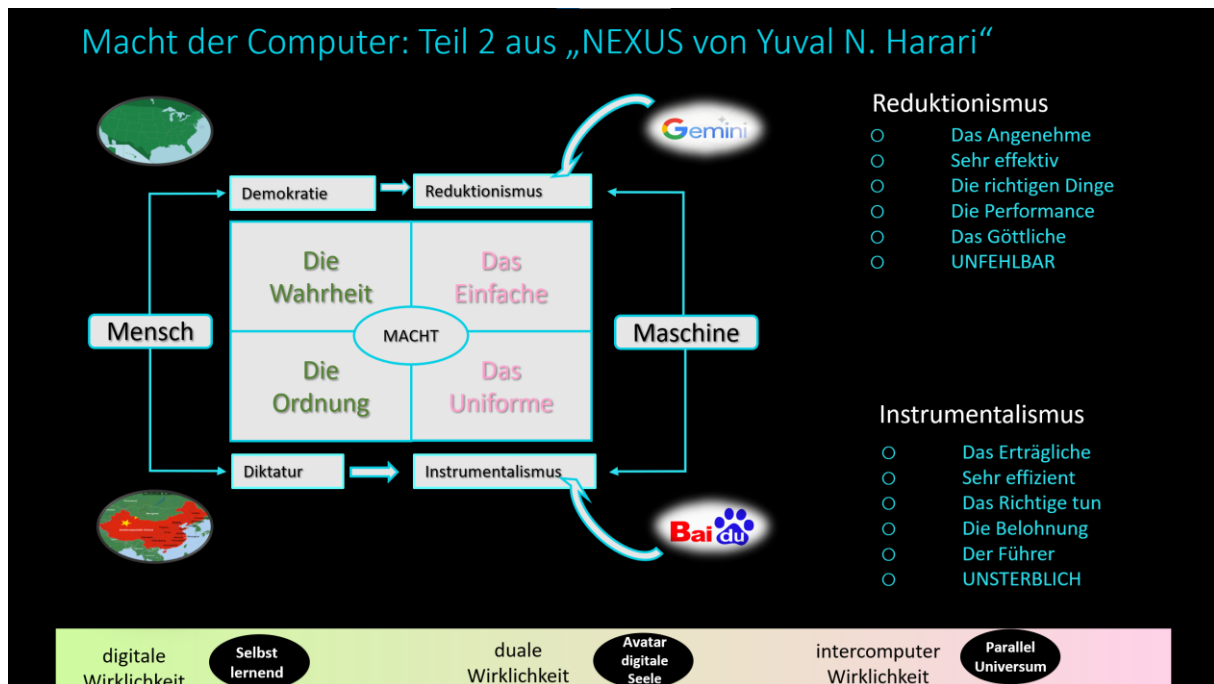 Macht der Computer: Teil 2 aus „NEXUS von Yuval N. Harari“
Gemini
Demokratie
Reduktionismus
Die
Wahrheit
Das
Einfache
Mensch
MACHT
Maschine
Die
Ordnung
Das
Uniforme
Diktatur
Instrumentalismus
Baidu
Reduktionismus
Das Angenehme
Sehr effektiv
Die richtigen Dinge
Die Performance
Das Göttliche
UNFEHLBAR
Instrumentalismus
Das Erträgliche
Sehr effizient
Das Richtige tun
Die Belohnung
Der Führer
UNSTERBLICH
digitale
Wirklichkeit
Selbst
lernend
duale
Wirklichkeit
Avatar
digitale
Seele
intercomputer
Wirklichkeit
Parallel
Universum